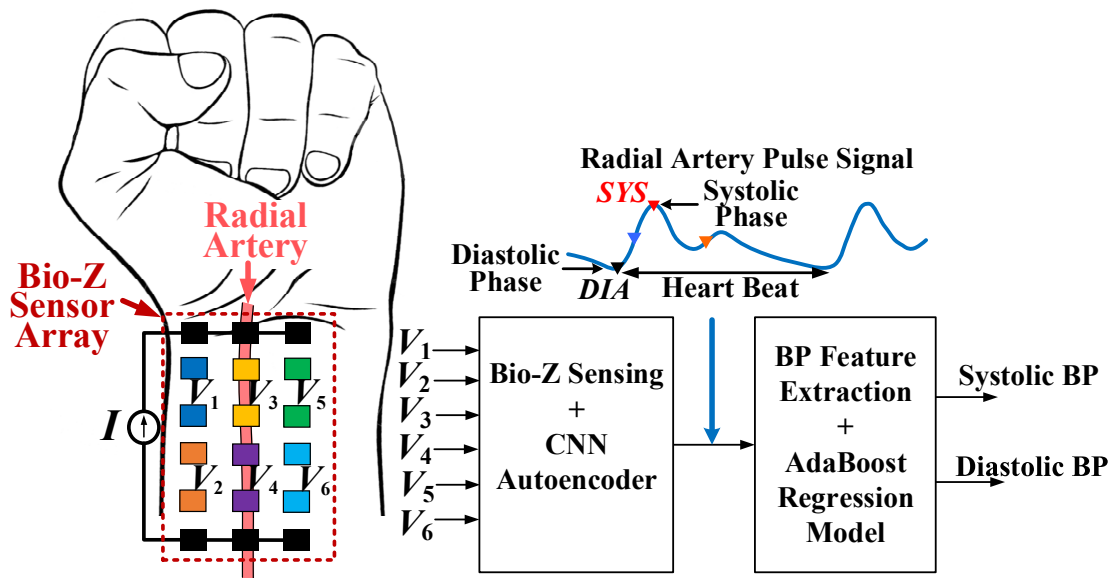 Radial Artery Pulse Signal
SYS
Systolic
Phase
Diastolic
Phase
DIA
Heart Beat
Radial
Artery
Bio-Z
Sensor
Array
I
V1
V3
V5
V2
V4
V6
V1
V2
V3
V4
V5
V6
Bio-Z Sensing
+
CNN
Autoencoder
BP Feature
Extraction
+
AdaBoost
Regression
Model
Systolic BP
Diastolic BP